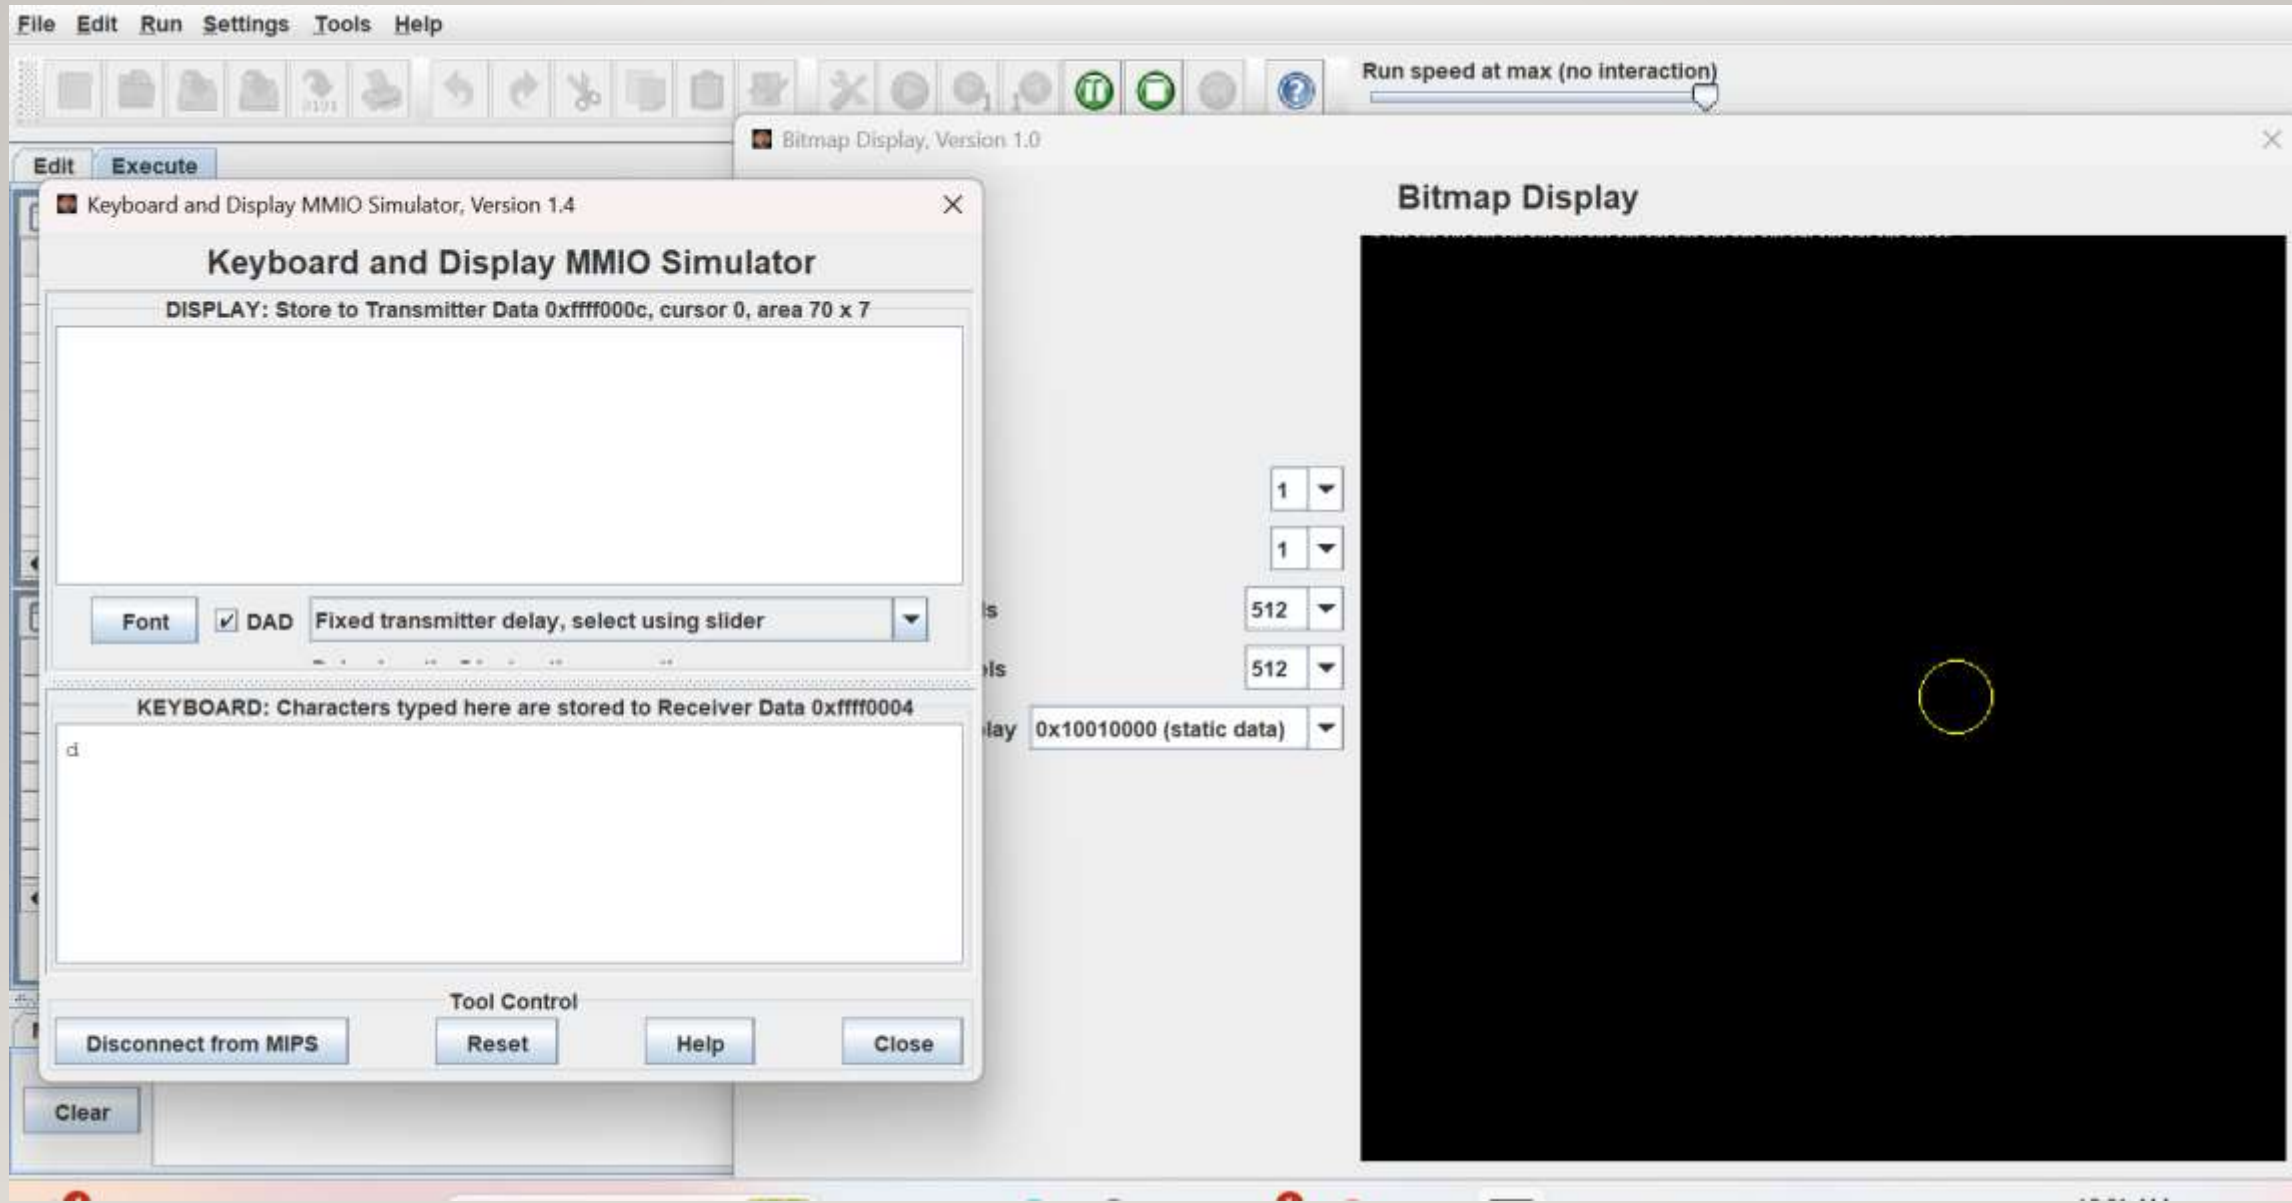 File Edit Run Settings Tools Help
Run speed at max (no interaction)
Edit Execute
Bitmap Display, Version 1.0
Bitmap Display
Keyboard and Display MMIO Simulator, Version 1.4
Keyboard and Display MMIO Simulator
DISPLAY: Store to Transmitter Data 0xffff000c, cursor 0, area 70 x 7
Font DAD Fixed transmitter delay, select using slider
KEYBOARD: Characters typed here are stored to Receiver Data 0xffff0004
d
1
1
512
512
0x10010000 (static data)
Tool Control
Disconnect from MIPS Reset Help Close
Clear